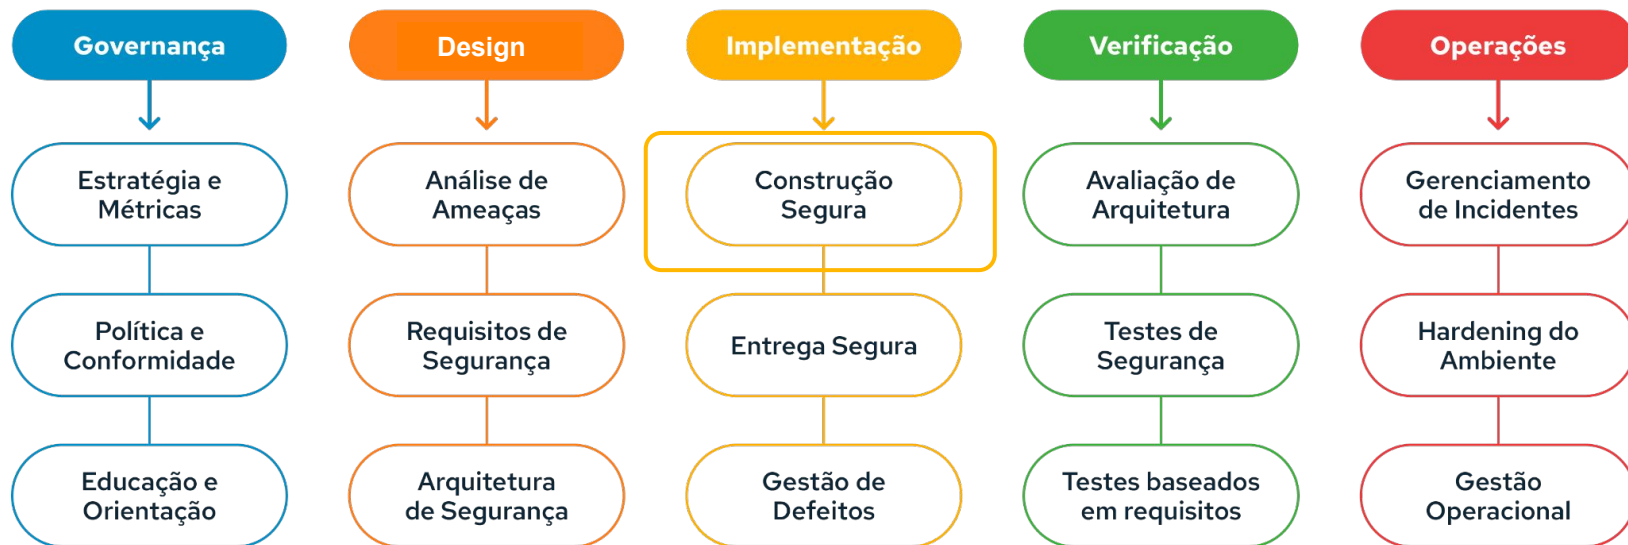 Governança
Design
Implementação
Verificação
Operações
Estratégia e
Métricas
Análise de
Ameaças
Construção
Segura
Avaliação de
Arquitetura
Gerenciamento
de Incidentes
Política e
Conformidade
Requisitos de
Segurança
Entrega Segura
Testes de
Segurança
Hardening do
Ambiente
Educação e
Orientação
Arquitetura
de Segurança
Gestão de
Defeitos
Testes baseados
em requisitos
Gestão
Operacional